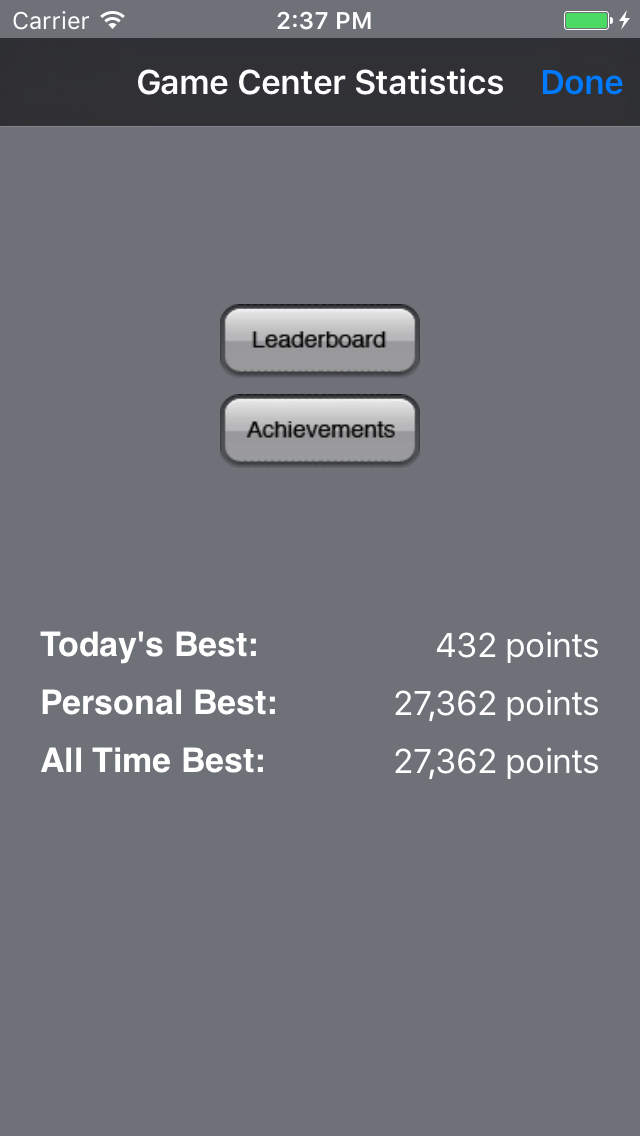 Carrier 2:37 PM
Game Center Statistics Done
Leaderboard
Achievements
Today's Best: 432 points
Personal Best: 27,362 points
All Time Best: 27,362 points